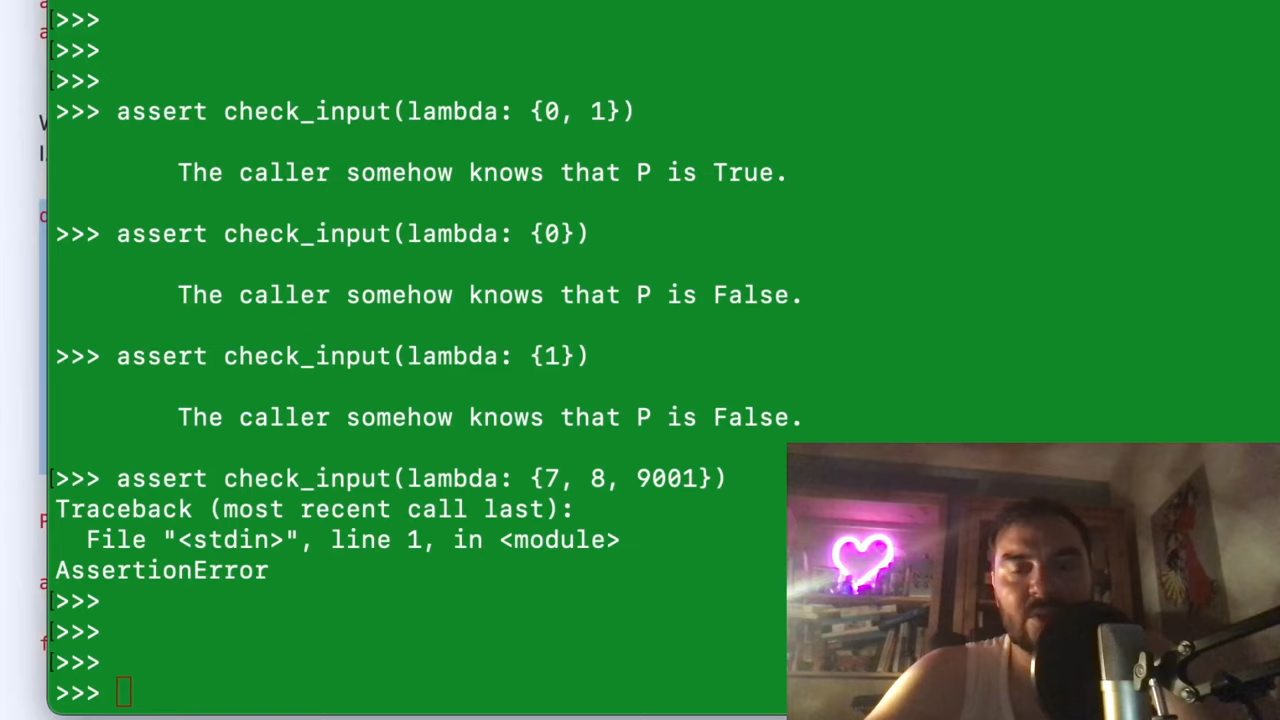 [>>>
[>>>
[>>>
>>> assert check_input(lambda: {0, 1})
The caller somehow knows that P is True.
>>> assert check_input(lambda: {0})
The caller somehow knows that P is False.
>>> assert check_input(lambda: {1})
The caller somehow knows that P is False.
[>>> assert check_input(lambda: {7, 8, 9001})
Traceback (most recent call last):
File "<stdin>", line 1, in <module>
AssertionError
[>>>
[>>>
[>>>
>>>